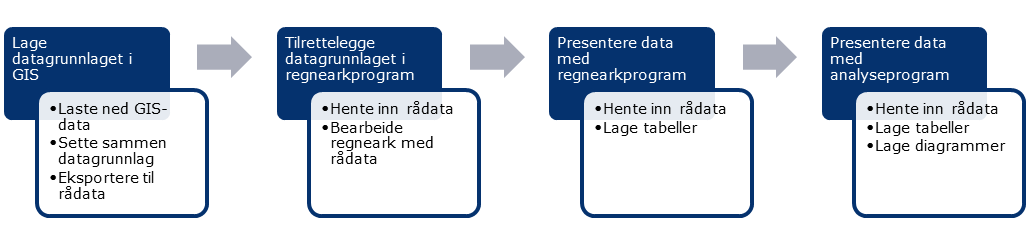 Lage
datagrunnlaget i
GIS
•Laste ned GIS-
data
•Sette sammen
datagrunnlag
•Eksportere til
rådata
Tilrettelegge
datagrunnlaget i
regnearkprogram
•Hente inn rådata
•Bearbeide
regneark med
rådata
Presentere data
med
regnearkprogram
•Hente inn rådata
•Lage tabeller
Presentere data
med
analyseprogram
•Hente inn rådata
•Lage tabeller
•Lage diagrammer